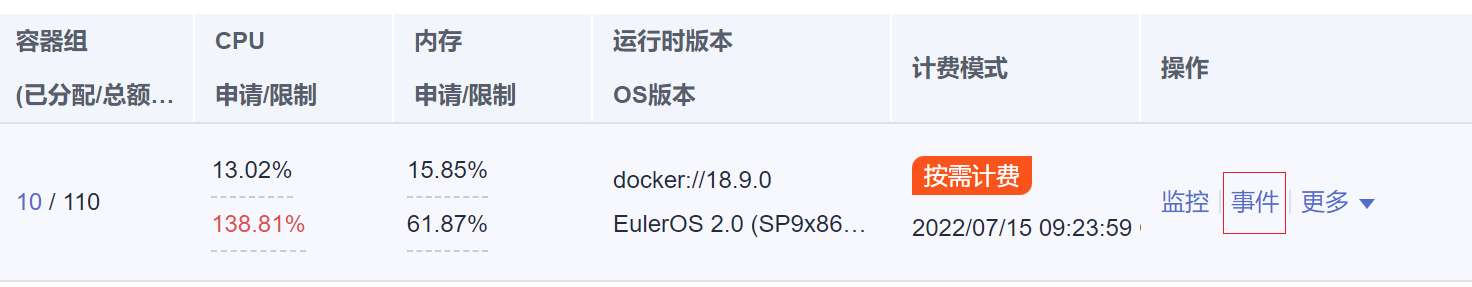 容器组
(已分配/总额…
CPU
申请/限制
内存
申请/限制
运行时版本
OS版本
计费模式
操作
10 / 110
13.02%
138.81%
15.85%
61.87%
docker://18.9.0
EulerOS 2.0 (SP9x86…
按需计费
2022/07/15 09:23:59
监控 事件 更多